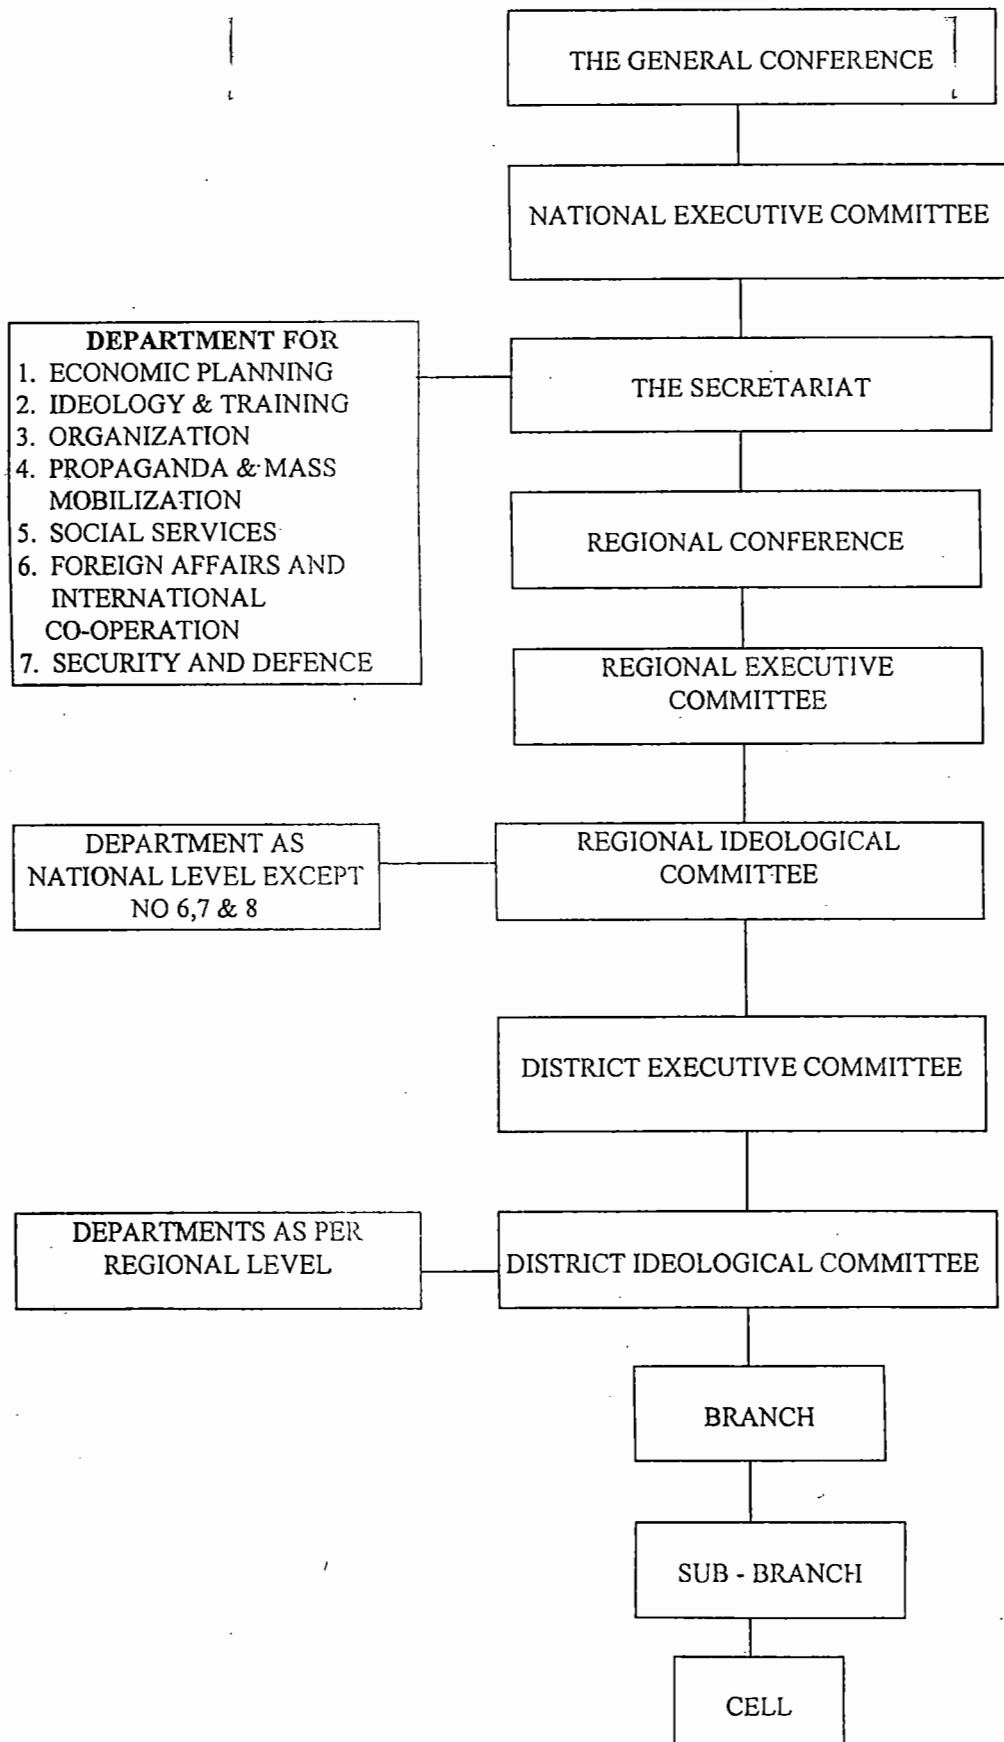 THE GENERAL CONFERENCE
NATIONAL EXECUTIVE COMMITTEE
DEPARTMENT FOR
1. ECONOMIC PLANNING
2. IDEOLOGY & TRAINING
3. ORGANIZATION
4. PROPAGANDA & MASS
MOBILIZATION
5. SOCIAL SERVICES
6. FOREIGN AFFAIRS AND
INTERNATIONAL
CO-OPERATION
7. SECURITY AND DEFENCE
THE SECRETARIAT
REGIONAL CONFERENCE
REGIONAL EXECUTIVE
COMMITTEE
DEPARTMENT AS
NATIONAL LEVEL EXCEPT
NO 6,7 & 8
REGIONAL IDEOLOGICAL
COMMITTEE
DISTRICT EXECUTIVE COMMITTEE
DEPARTMENTS AS PER
REGIONAL LEVEL
DISTRICT IDEOLOGICAL COMMITTEE
BRANCH
SUB - BRANCH
CELL